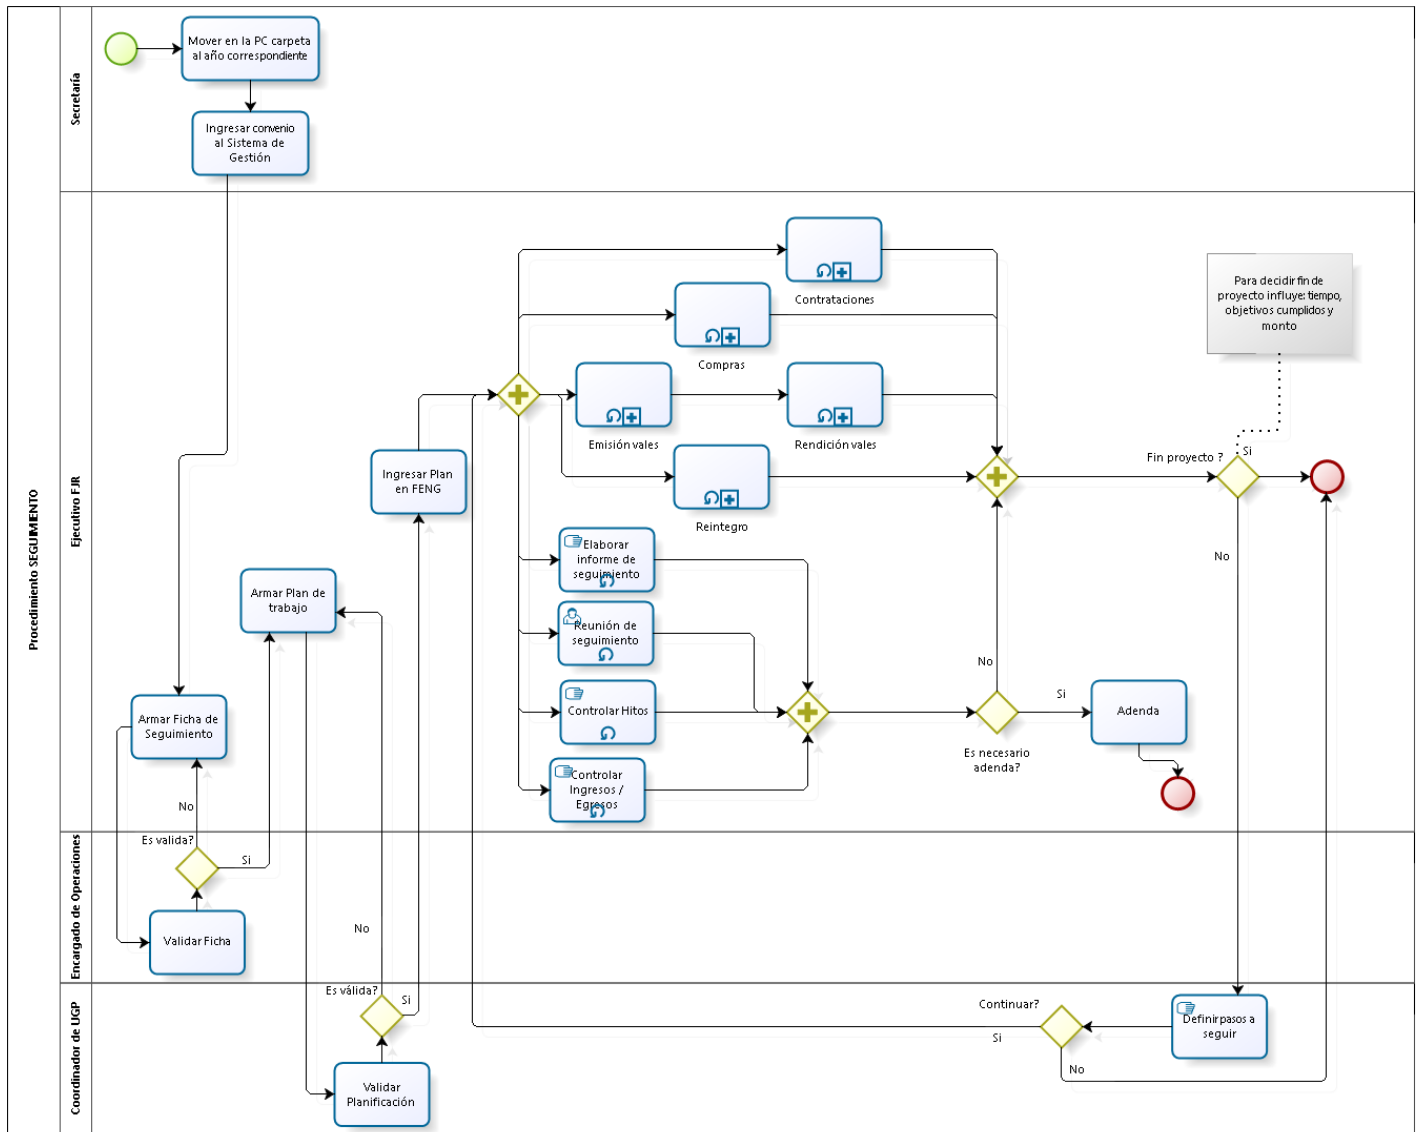 Procedimiento SEGUIMIENTO
Secretaría
Mover en la PC carpeta
al año correspondiente
Ingresar convenio
al Sistema de
Gestión
Ejecutivo FJR
Contrataciones
Compras
Emisión vales
Rendición vales
Reintegro
Para decidir fin de
proyecto influye: tiempo,
objetivos cumplidos y
monto
Fin proyecto ?
Si
No
Ingresar Plan
en FENG
Elaborar
informe de
seguimiento
Reunión de
seguimiento
Controlar Hitos
Controlar
Ingresos /
Egresos
No
Si
Es necesario
adenda?
Adenda
Armar Plan de
trabajo
Armar Ficha de
Seguimiento
No
Encargado de Operaciones
Es valida?
Si
Validar Ficha
No
Coordinador de UGP
Es válida?
Si
Validar
Planificación
Continuar?
Si
No
Definirpasos a
seguir